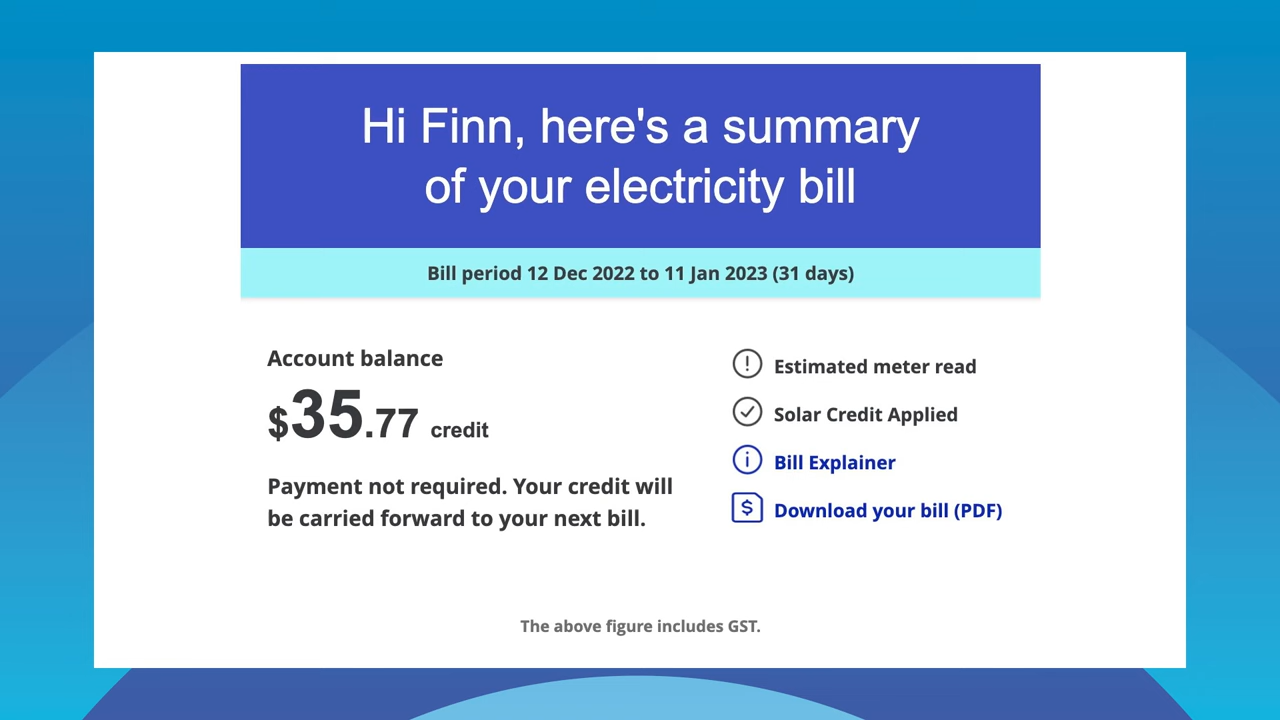 Hi Finn, here's a summary
of your electricity bill
Bill period 12 Dec 2022 to 11 Jan 2023 (31 days)
Account balance
$35.77 credit
Payment not required. Your credit will
be carried forward to your next bill.
Estimated meter read
Solar Credit Applied
Bill Explainer
Download your bill (PDF)
The above figure includes GST.